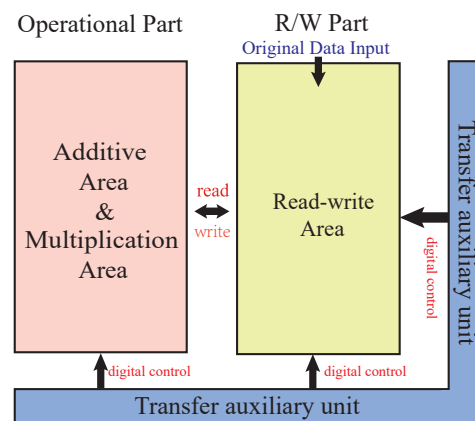 Operational Part
R/W Part
Original Data Input
Additive
Area
&
Multiplication
Area
read
write
Read-write
Area
digital control
Transfer auxiliary unit
digital control
digital control
Transfer auxiliary unit